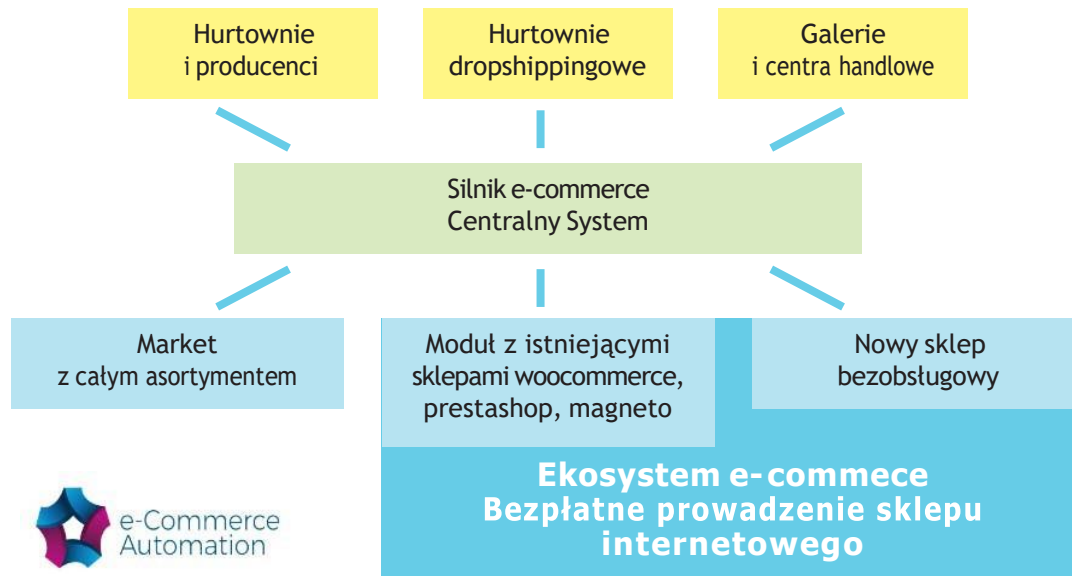 Hurtownie
i producenci
Hurtownie
dropshippingowe
Galerie
i centra handlowe
Silnik e-commerce
Centralny System
Market
z całym asortymentem
Moduł z istniejącymi
sklepami woocommerce,
prestashop, magneto
Nowy sklep
bezobsługowy
Ekosystem e-commece
Bezpłatne prowadzenie sklepu
internetowego
e-Commerce
Automation